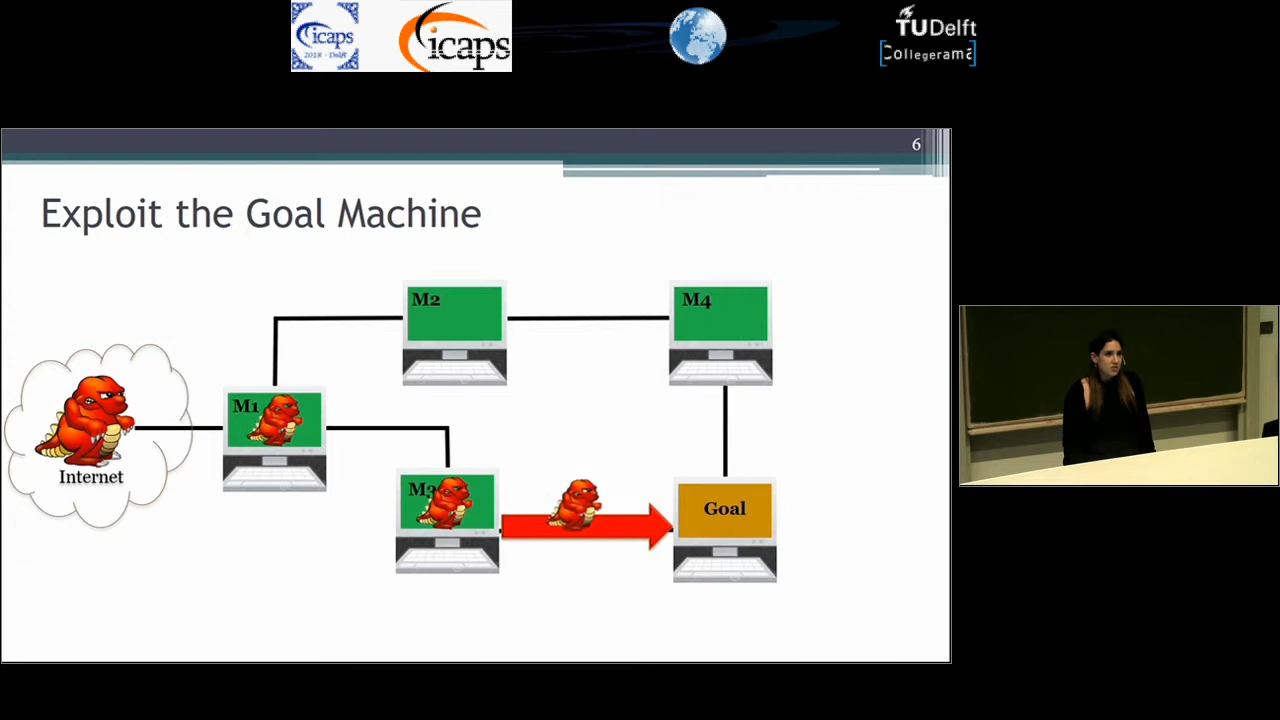 icaps
2018 - Delft
icaps
TUDelft
Collegerama
6
Exploit the Goal Machine
M2
M4
M1
Internet
M3
Goal